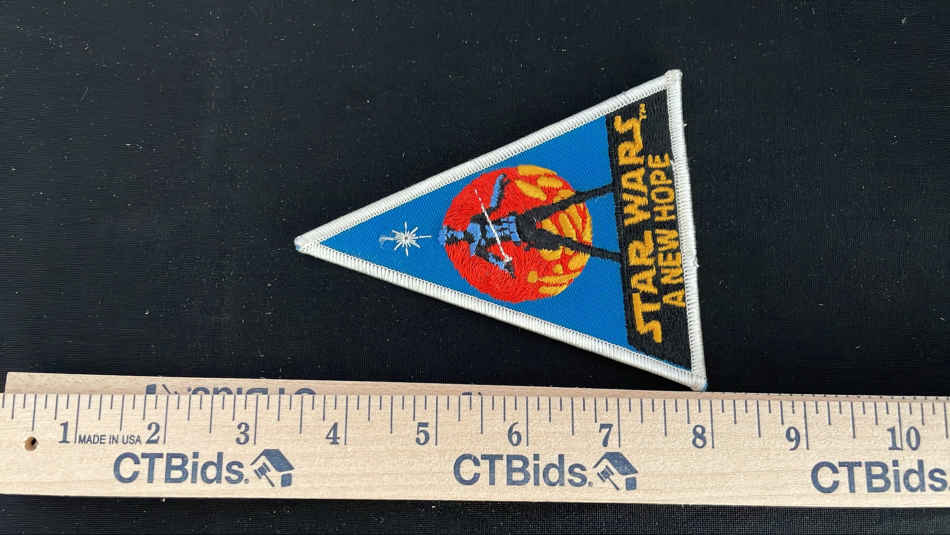 STAR WARS™
A NEW HOPE
1 MADE IN USA 2 3 4 5 6 7 8 9 10
CTBids. CTBids. CTBids.